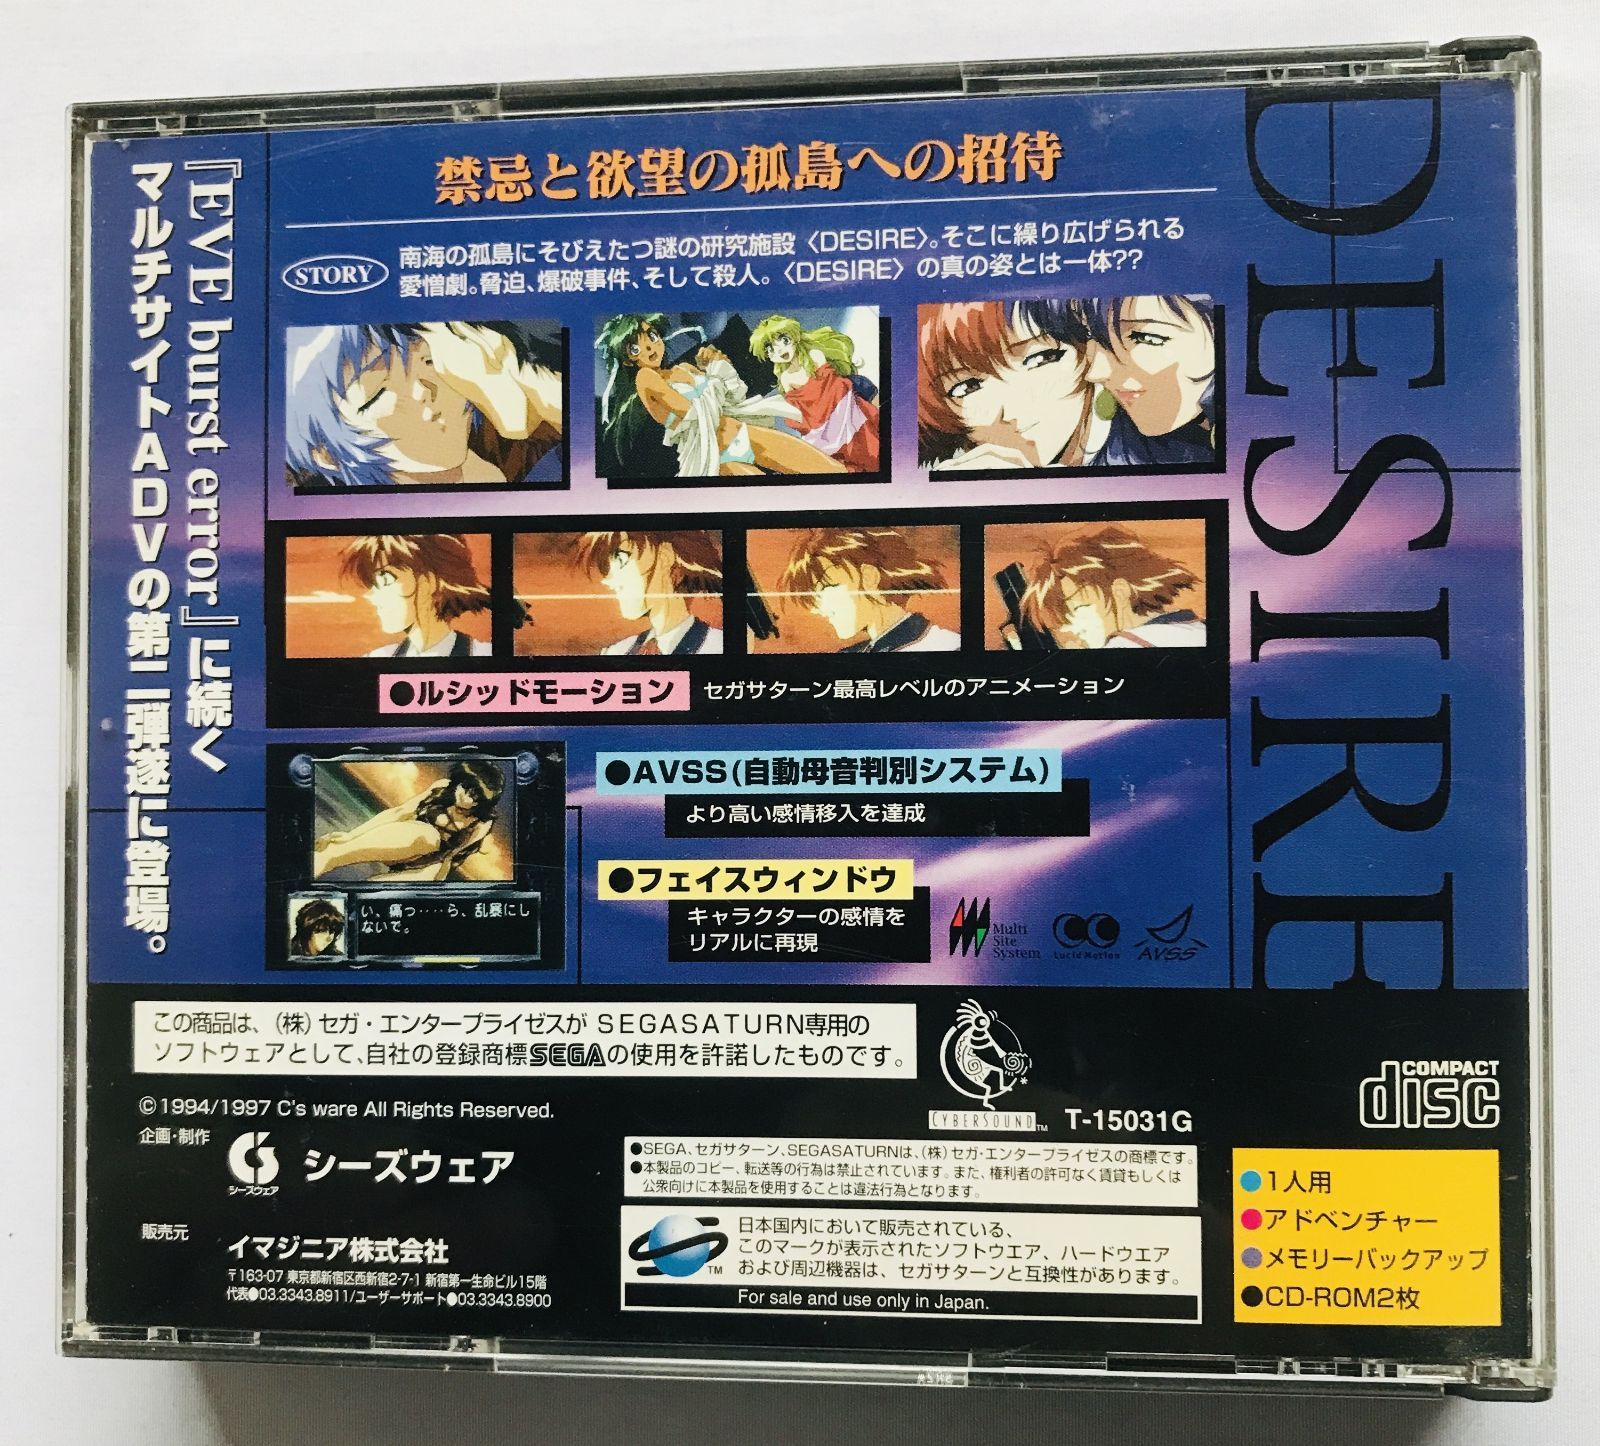 『EVE burst error』に続く
マルチサイトADVの第二弾遂に登場。
禁忌と欲望の孤島への招待
STORY
南海の孤島にそびえたつ謎の研究施設〈DESIRE〉。そこに繰り広げられる
愛憎劇。脅迫、爆破事件、そして殺人。〈DESIRE〉の真の姿とは一体??
DESIRE
●ルシッドモーション
セガサターン最高レベルのアニメーション
●AVSS(自動母音判別システム)
より高い感情移入を達成
●フェイスウィンドウ
キャラクターの感情を
リアルに再現
い、痛っ‥‥ら、乱暴にし
ないで。
Multi
Site
System
Lucid Motion
AVSS
この商品は、(株)セガ・エンタープライゼスが SEGASATURN専用の
ソフトウェアとして、自社の登録商標SEGAの使用を許諾したものです。
CYBERSOUND™
T-15031G
COMPACT
disc
©1994/1997 C's ware All Rights Reserved.
企画・制作
シーズウェア
シーズウェア
販売元
イマジニア株式会社
〒163-07 東京都新宿区西新宿2-7-1 新宿第一生命ビル15階
代表●03.3343.8911/ユーザーサポート●03.3343.8900
●SEGA、セガサターン、SEGASATURNは、(株)セガ・エンタープライゼスの商標です。
●本製品のコピー、転送等の行為は禁止されています。また、権利者の許可なく賃貸もしくは
公衆向けに本製品を使用することは違法行為となります。
TM
日本国内において販売されている、
このマークが表示されたソフトウエア、ハードウエア
および周辺機器は、セガサターンと互換性があります。
For sale and use only in Japan.
●1人用
●アドベンチャー
●メモリーバックアップ
●CD-ROM2枚